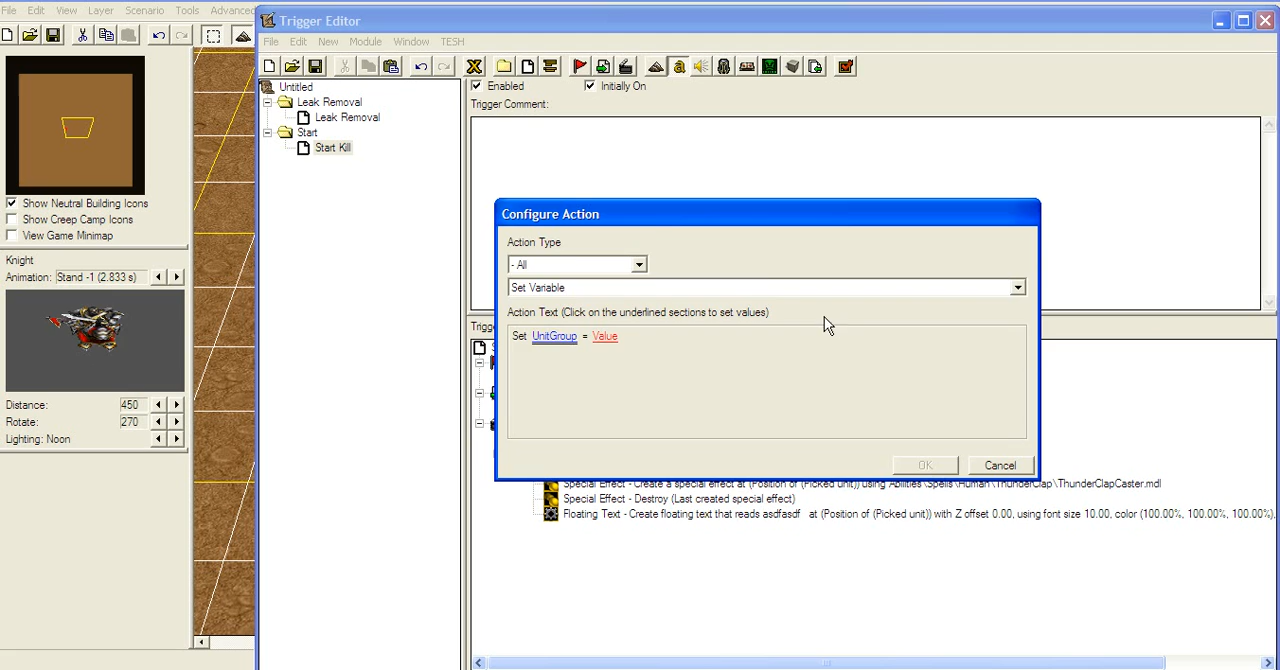 File Edit View Layer Scenario Tools Advanced
Trigger Editor
File Edit New Module Window TESH
Untitled
Leak Removal
Leak Removal
Start
Start Kill
Enabled
Initially On
Trigger Comment:
Show Neutral Building Icons
Show Creep Camp Icons
View Game Minimap
Knight
Animation: Stand -1 (2.833 s)
Distance: 450
Rotate: 270
Lighting: Noon
Configure Action
Action Type
- All
Set Variable
Action Text (Click on the underlined sections to set values)
Set UnitGroup = Value
OK Cancel
Special Effect - Create a special effect at (Position of (Picked unit)) using Abilities\Spells\Human\ThunderClap\ThunderClapCaster.mdl
Special Effect - Destroy (Last created special effect)
Floating Text - Create floating text that reads asdfasdf at (Position of (Picked unit)) with Z offset 0.00, using font size 10.00, color (100.00%, 100.00%, 100.00%),